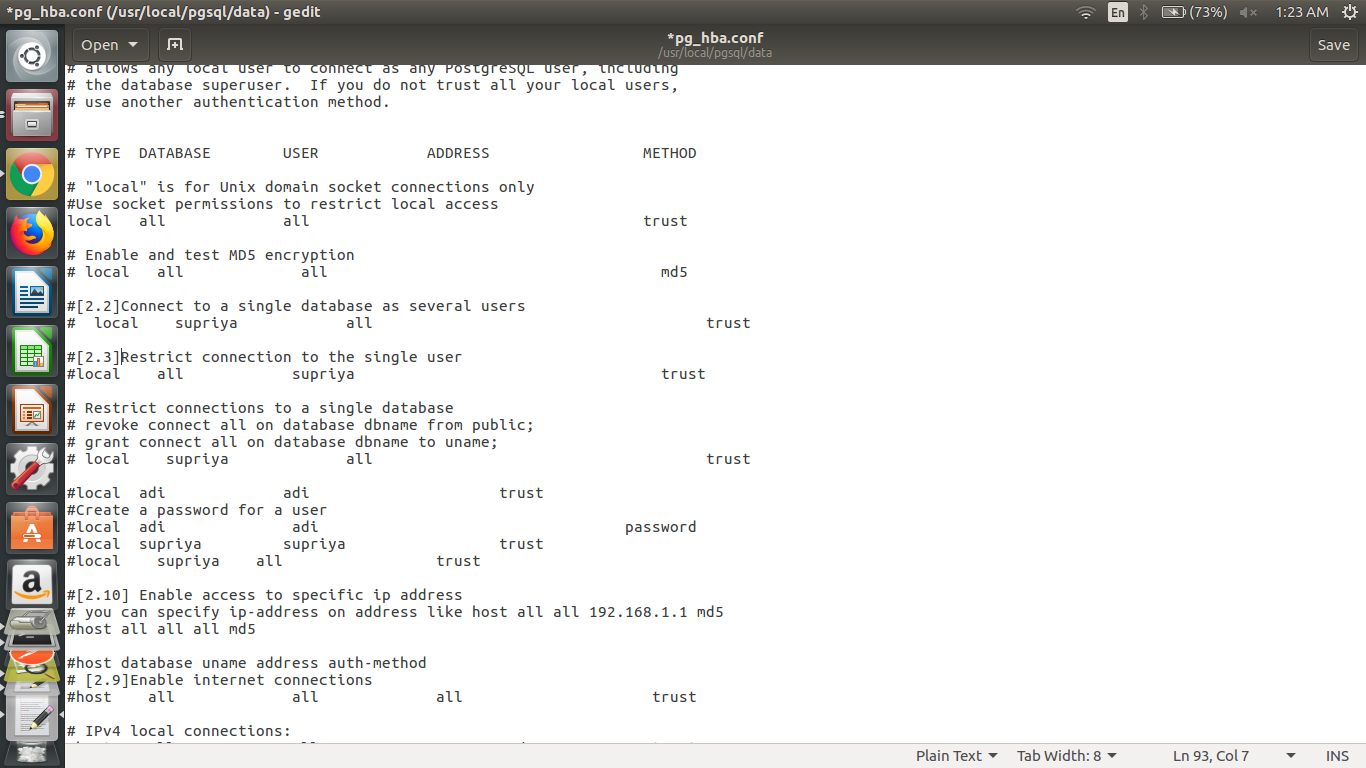 *pg_hba.conf (/usr/local/pgsql/data) - gedit
En
(73%)
1:23 AM
Open
*pg_hba.conf
/usr/local/pgsql/data
Save
# allows any local user to connect as any PostgreSQL user, including
# the database superuser.  If you do not trust all your local users,
# use another authentication method.
# TYPE  DATABASE        USER            ADDRESS                 METHOD
# "local" is for Unix domain socket connections only
#Use socket permissions to restrict local access
local   all             all                                     trust
# Enable and test MD5 encryption
# local   all             all                                     md5
#[2.2]Connect to a single database as several users
#  local    supriya            all                                     trust
#[2.3]Restrict connection to the single user
#local    all            supriya                                  trust
# Restrict connections to a single database
# revoke connect all on database dbname from public;
# grant connect all on database dbname to uname;
# local    supriya             all                                     trust
#local  adi             adi                     trust
#Create a password for a user
#local  adi              adi                                  password
#local  supriya         supriya                 trust
#local    supriya    all                 trust
#[2.10] Enable access to specific ip address
# you can specify ip-address on address like host all all 192.168.1.1 md5
#host all all all md5
#host database uname address auth-method
# [2.9]Enable internet connections
#host    all             all             all                     trust
# IPv4 local connections:
Plain Text
Tab Width: 8
Ln 93, Col 7
INS